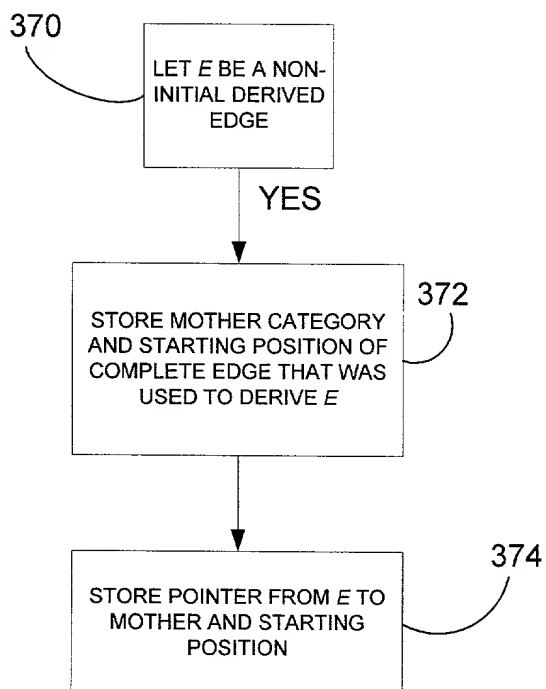 370
LET E BE A NON-
INITIAL DERIVED
EDGE
YES
372
STORE MOTHER CATEGORY
AND STARTING POSITION OF
COMPLETE EDGE THAT WAS
USED TO DERIVE E
374
STORE POINTER FROM E TO
MOTHER AND STARTING
POSITION